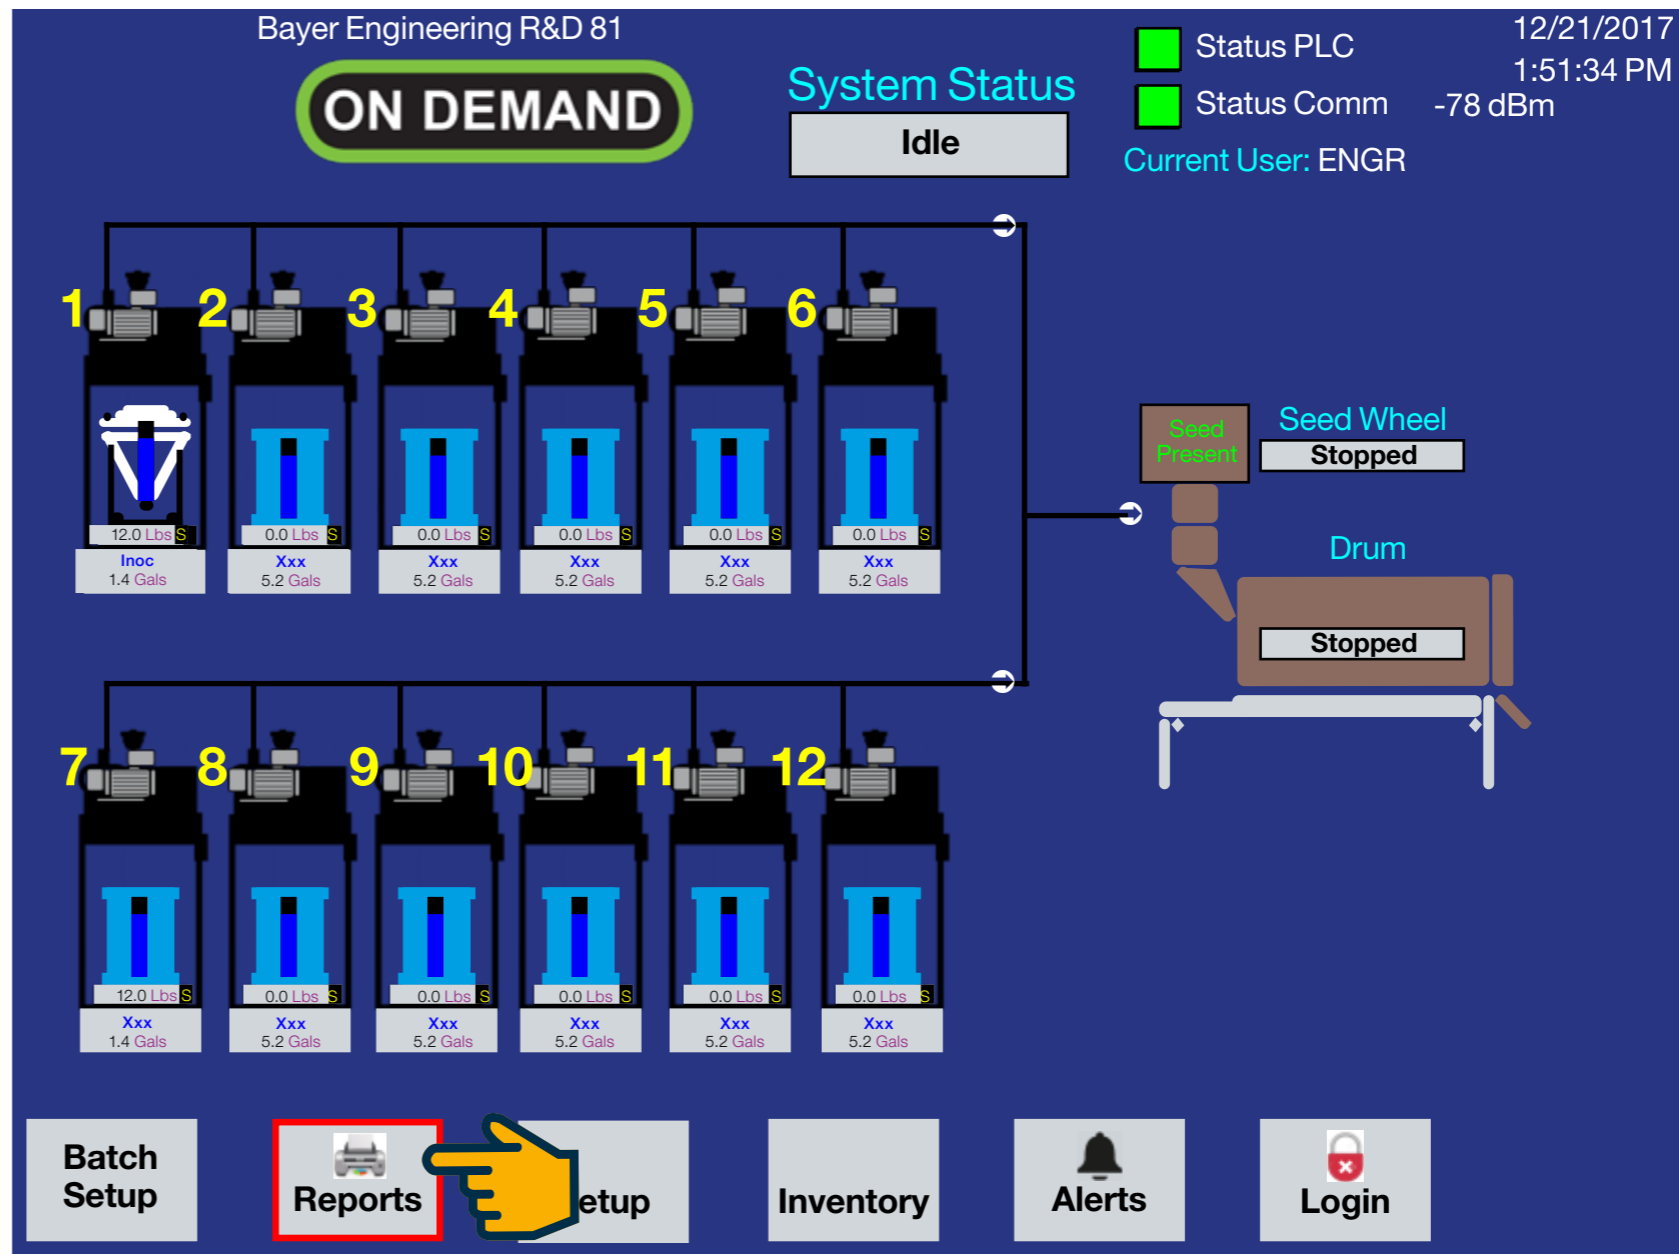 Bayer Engineering R&D 81
ON DEMAND
System Status
Idle
Status PLC
Status Comm
-78 dBm
12/21/2017
1:51:34 PM
Current User: ENGR
1 2 3 4 5 6
12.0 Lbs S 0.0 Lbs S 0.0 Lbs S 0.0 Lbs S 0.0 Lbs S 0.0 Lbs S
Inoc Xxx Xxx Xxx Xxx Xxx
1.4 Gals 5.2 Gals 5.2 Gals 5.2 Gals 5.2 Gals 5.2 Gals
Seed
Present
Seed Wheel
Stopped
Drum
Stopped
7 8 9 10 11 12
12.0 Lbs S 0.0 Lbs S 0.0 Lbs S 0.0 Lbs S 0.0 Lbs S 0.0 Lbs S
Xxx Xxx Xxx Xxx Xxx Xxx
1.4 Gals 5.2 Gals 5.2 Gals 5.2 Gals 5.2 Gals 5.2 Gals
Batch
Setup
Reports
etup
Inventory
Alerts
Login